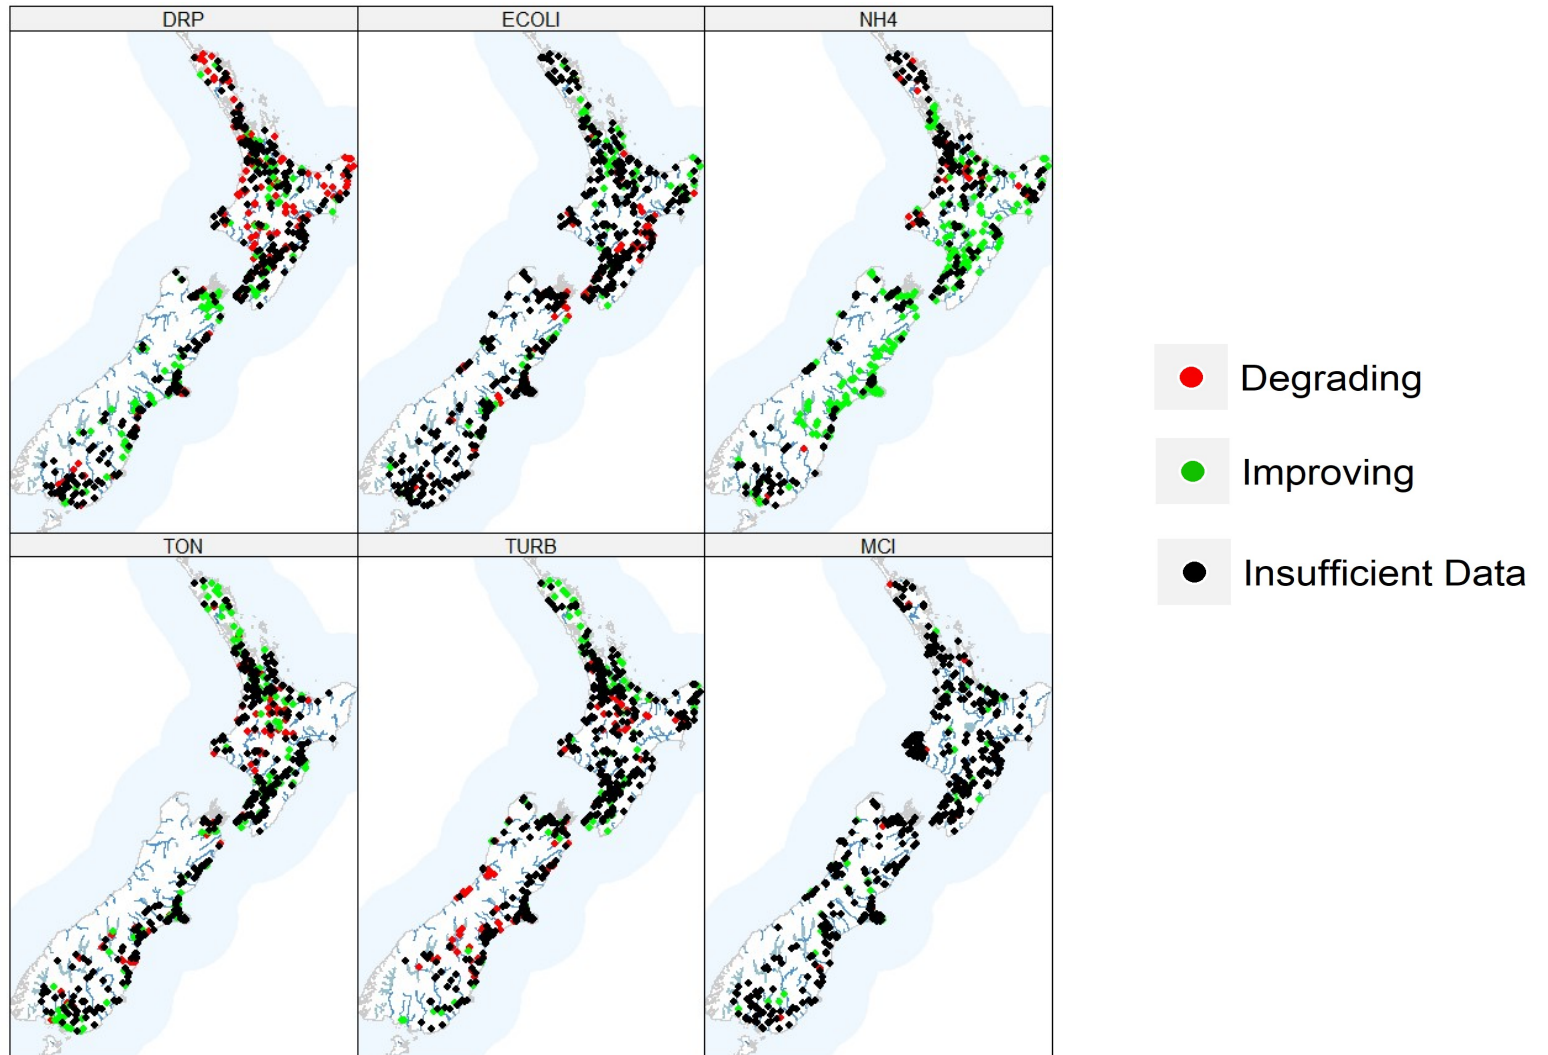 DRP
ECOLI
NH4
TON
TURB
MCI
Degrading
Improving
Insufficient Data